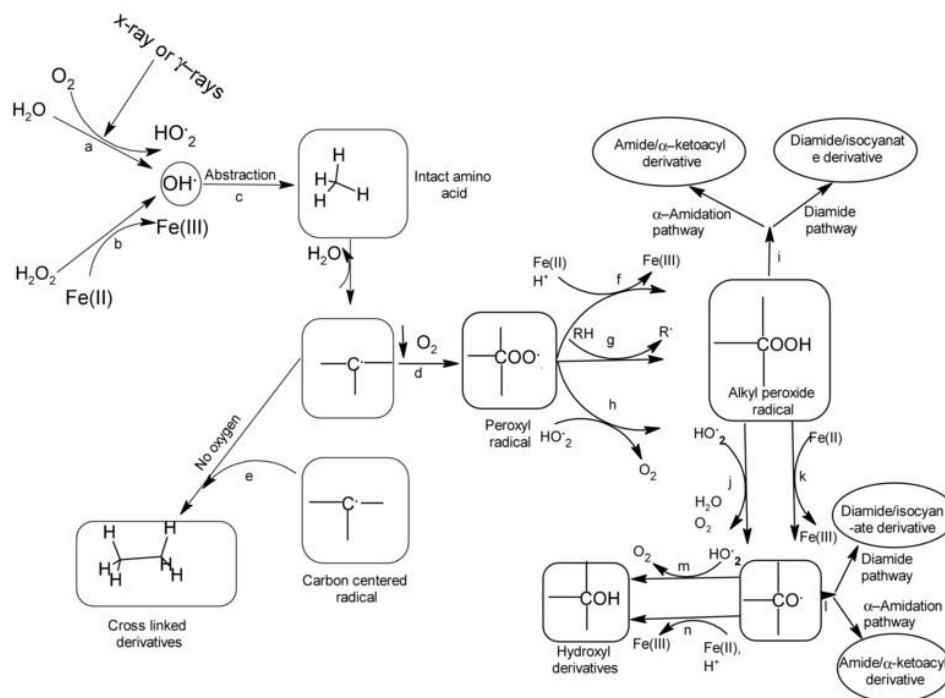 x-ray or γ-rays
O2
H2O
HO·2
a
OH·
Abstraction
c
Fe(III)
b
H2O2
Fe(II)
H
H
H
H
Intact amino
acid
H2O
C·
O2
d
No oxygen
e
C·
Carbon centered
radical
H
H
H
H
H
H
Cross linked
derivatives
COO·
Peroxyl
radical
Fe(II)
H+
Fe(III)
f
RH
R·
g
h
HO·2
O2
Amide/α-ketoacyl
derivative
Diamide/isocyanat
e derivative
α-Amidation
pathway
Diamide
pathway
i
COOH
Alkyl peroxide
radical
HO·2
Fe(II)
j
k
H2O
O2
Fe(III)
Diamide/isocyan
-ate derivative
Diamide
pathway
O2
m
HO·2
COH
CO·
l
α-Amidation
pathway
Fe(III)
n
Fe(II),
H+
Hydroxyl
derivatives
Amide/α-ketoacyl
derivative